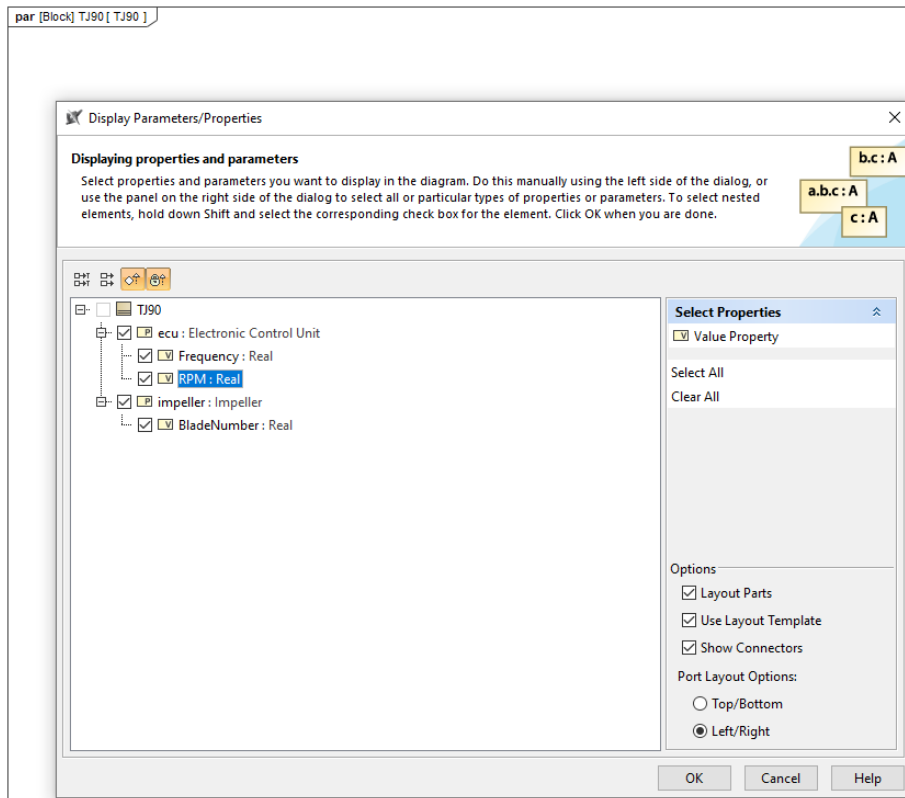 par [Block] TJ90 [ TJ90 ]
Display Parameters/Properties
Displaying properties and parameters
Select properties and parameters you want to display in the diagram. Do this manually using the left side of the dialog, or
use the panel on the right side of the dialog to select all or particular types of properties or parameters. To select nested
elements, hold down Shift and select the corresponding check box for the element. Click OK when you are done.
b.c : A
a.b.c : A
c : A
TJ90
P ecu : Electronic Control Unit
V Frequency : Real
V RPM : Real
P impeller : Impeller
V BladeNumber : Real
Select Properties
V Value Property
Select All
Clear All
Options
Layout Parts
Use Layout Template
Show Connectors
Port Layout Options:
Top/Bottom
Left/Right
OK Cancel Help